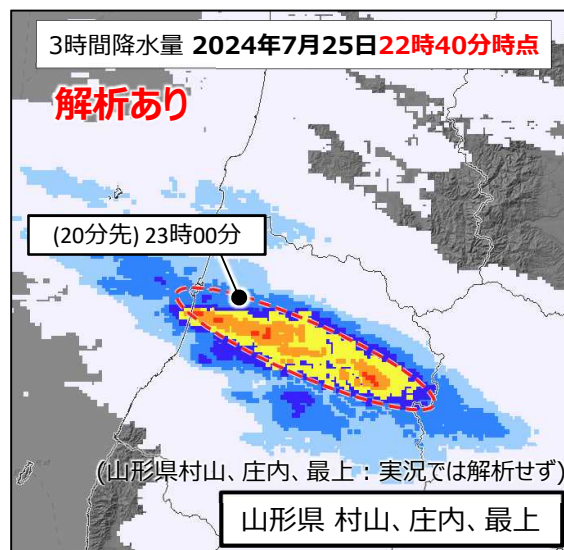 3時間降水量 2024年7月25日22時40分時点
解析あり
(20分先) 23時00分
(山形県村山、庄内、最上：実況では解析せず)
山形県 村山、庄内、最上